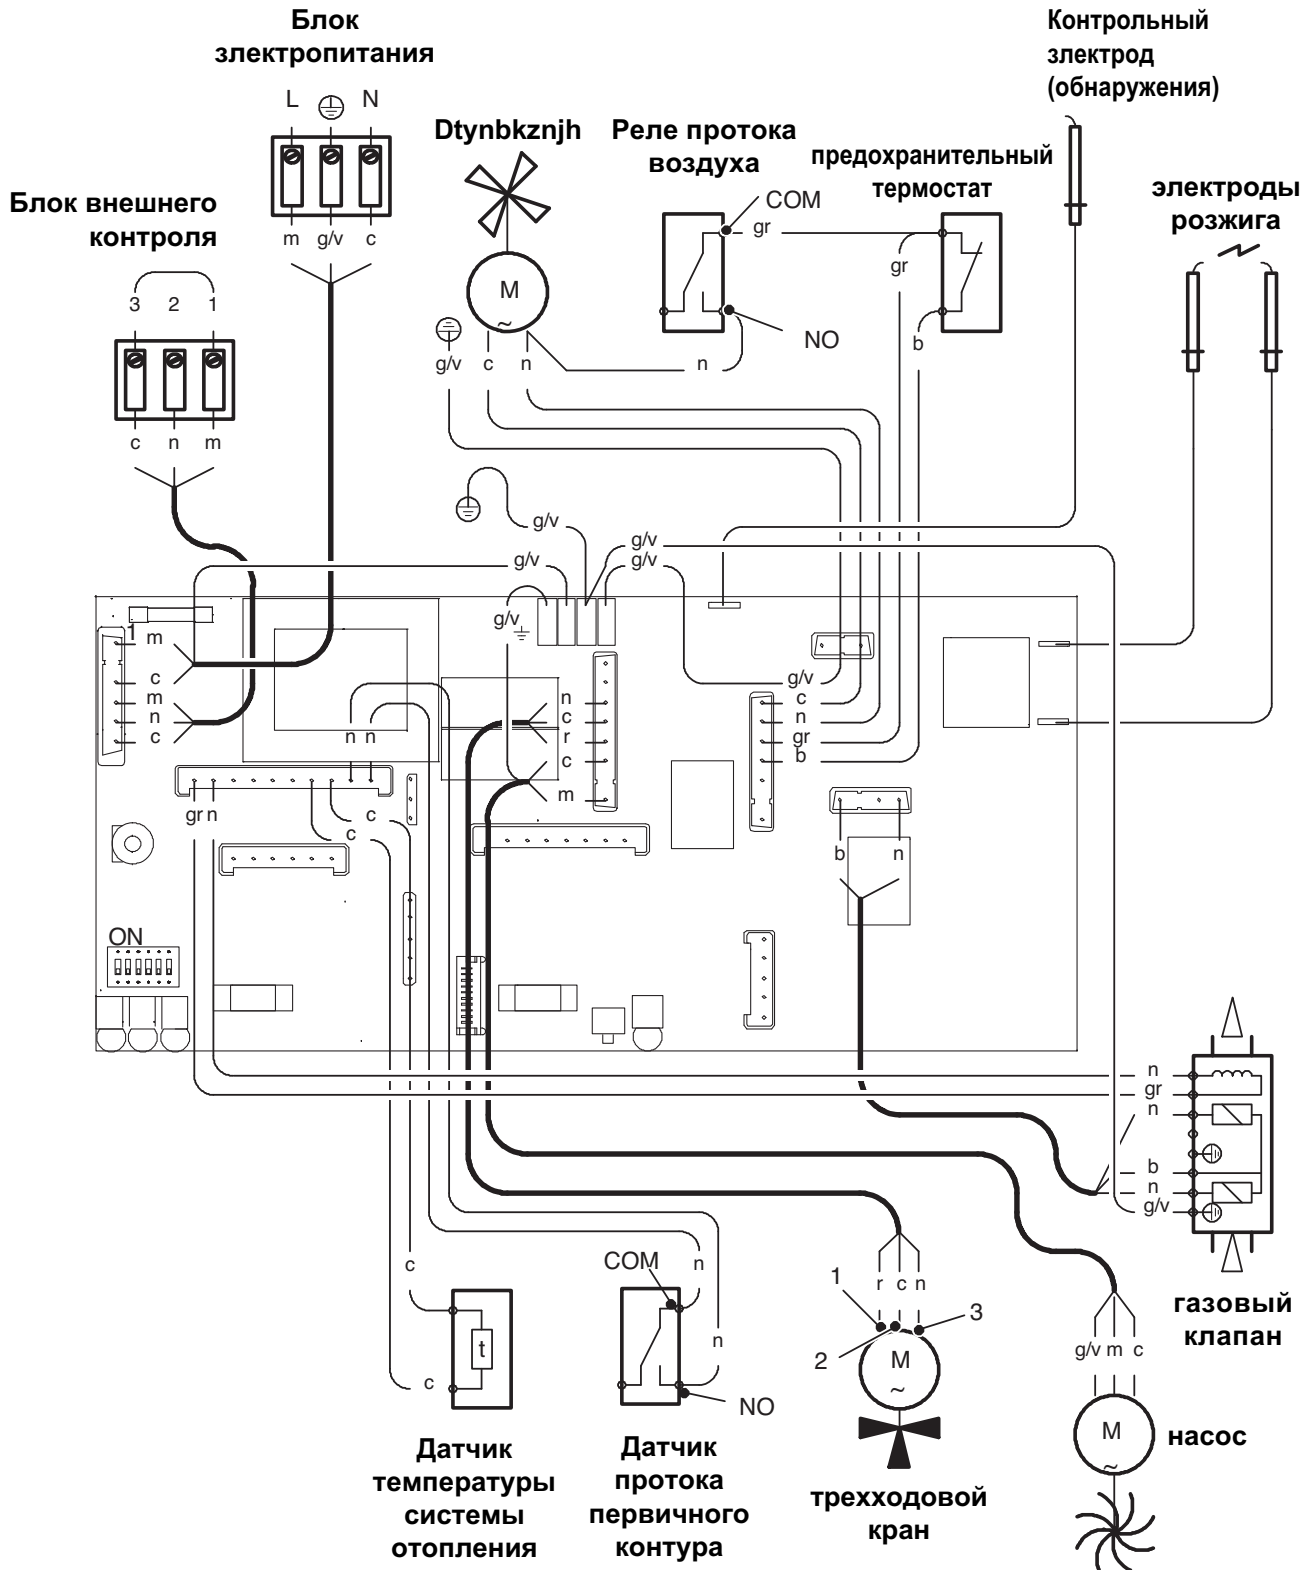 Блок
злектропитания
Контрольный
злектрод
(обнаружения)
L N
Dtynbkznjh
Реле протока
воздуха
предохранительный
термостат
электроды
розжига
Блок внешнего
контроля
COM
gr
m g/v c
gr
3 2 1
M
~
NO
b
g/v c n
n
c n m
g/v
g/v
g/v
g/v
g/v
1 m
c
m
n
c
n
c
r
c
m
g/v
c
n
gr
b
n n
gr n
c
c
b n
ON
n
gr
n
b
n
g/v
c
c
t
COM
n
n
NO
r c n
1
2
3
M
~
газовый
клапан
g/v m c
M
~
насос
Датчик
температуры
системы
отопления
Датчик
протока
первичного
контура
трехходовой
кран